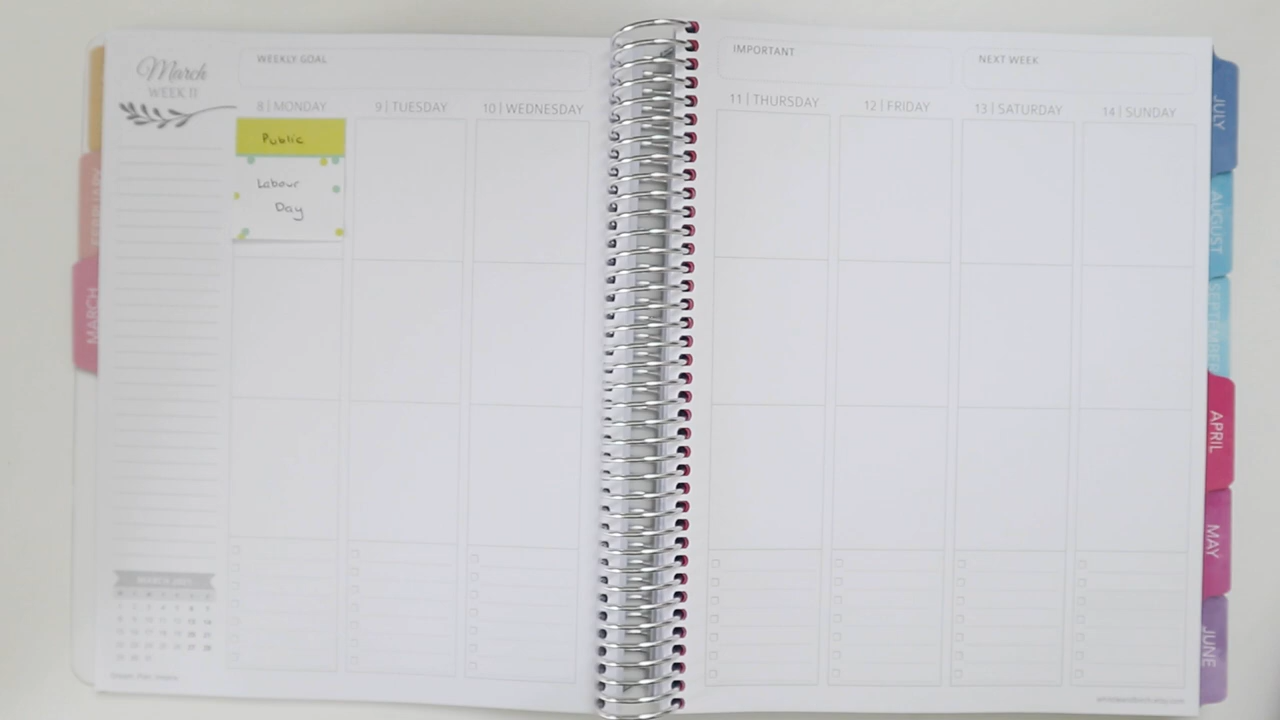 March
WEEK 11
WEEKLY GOAL
8 | MONDAY
9 | TUESDAY
10 | WEDNESDAY
Public
Labour
Day
IMPORTANT
NEXT WEEK
11 | THURSDAY
12 | FRIDAY
13 | SATURDAY
14 | SUNDAY
FEBRUARY
MARCH
JULY
AUGUST
SEPTEMBER
APRIL
MAY
JUNE